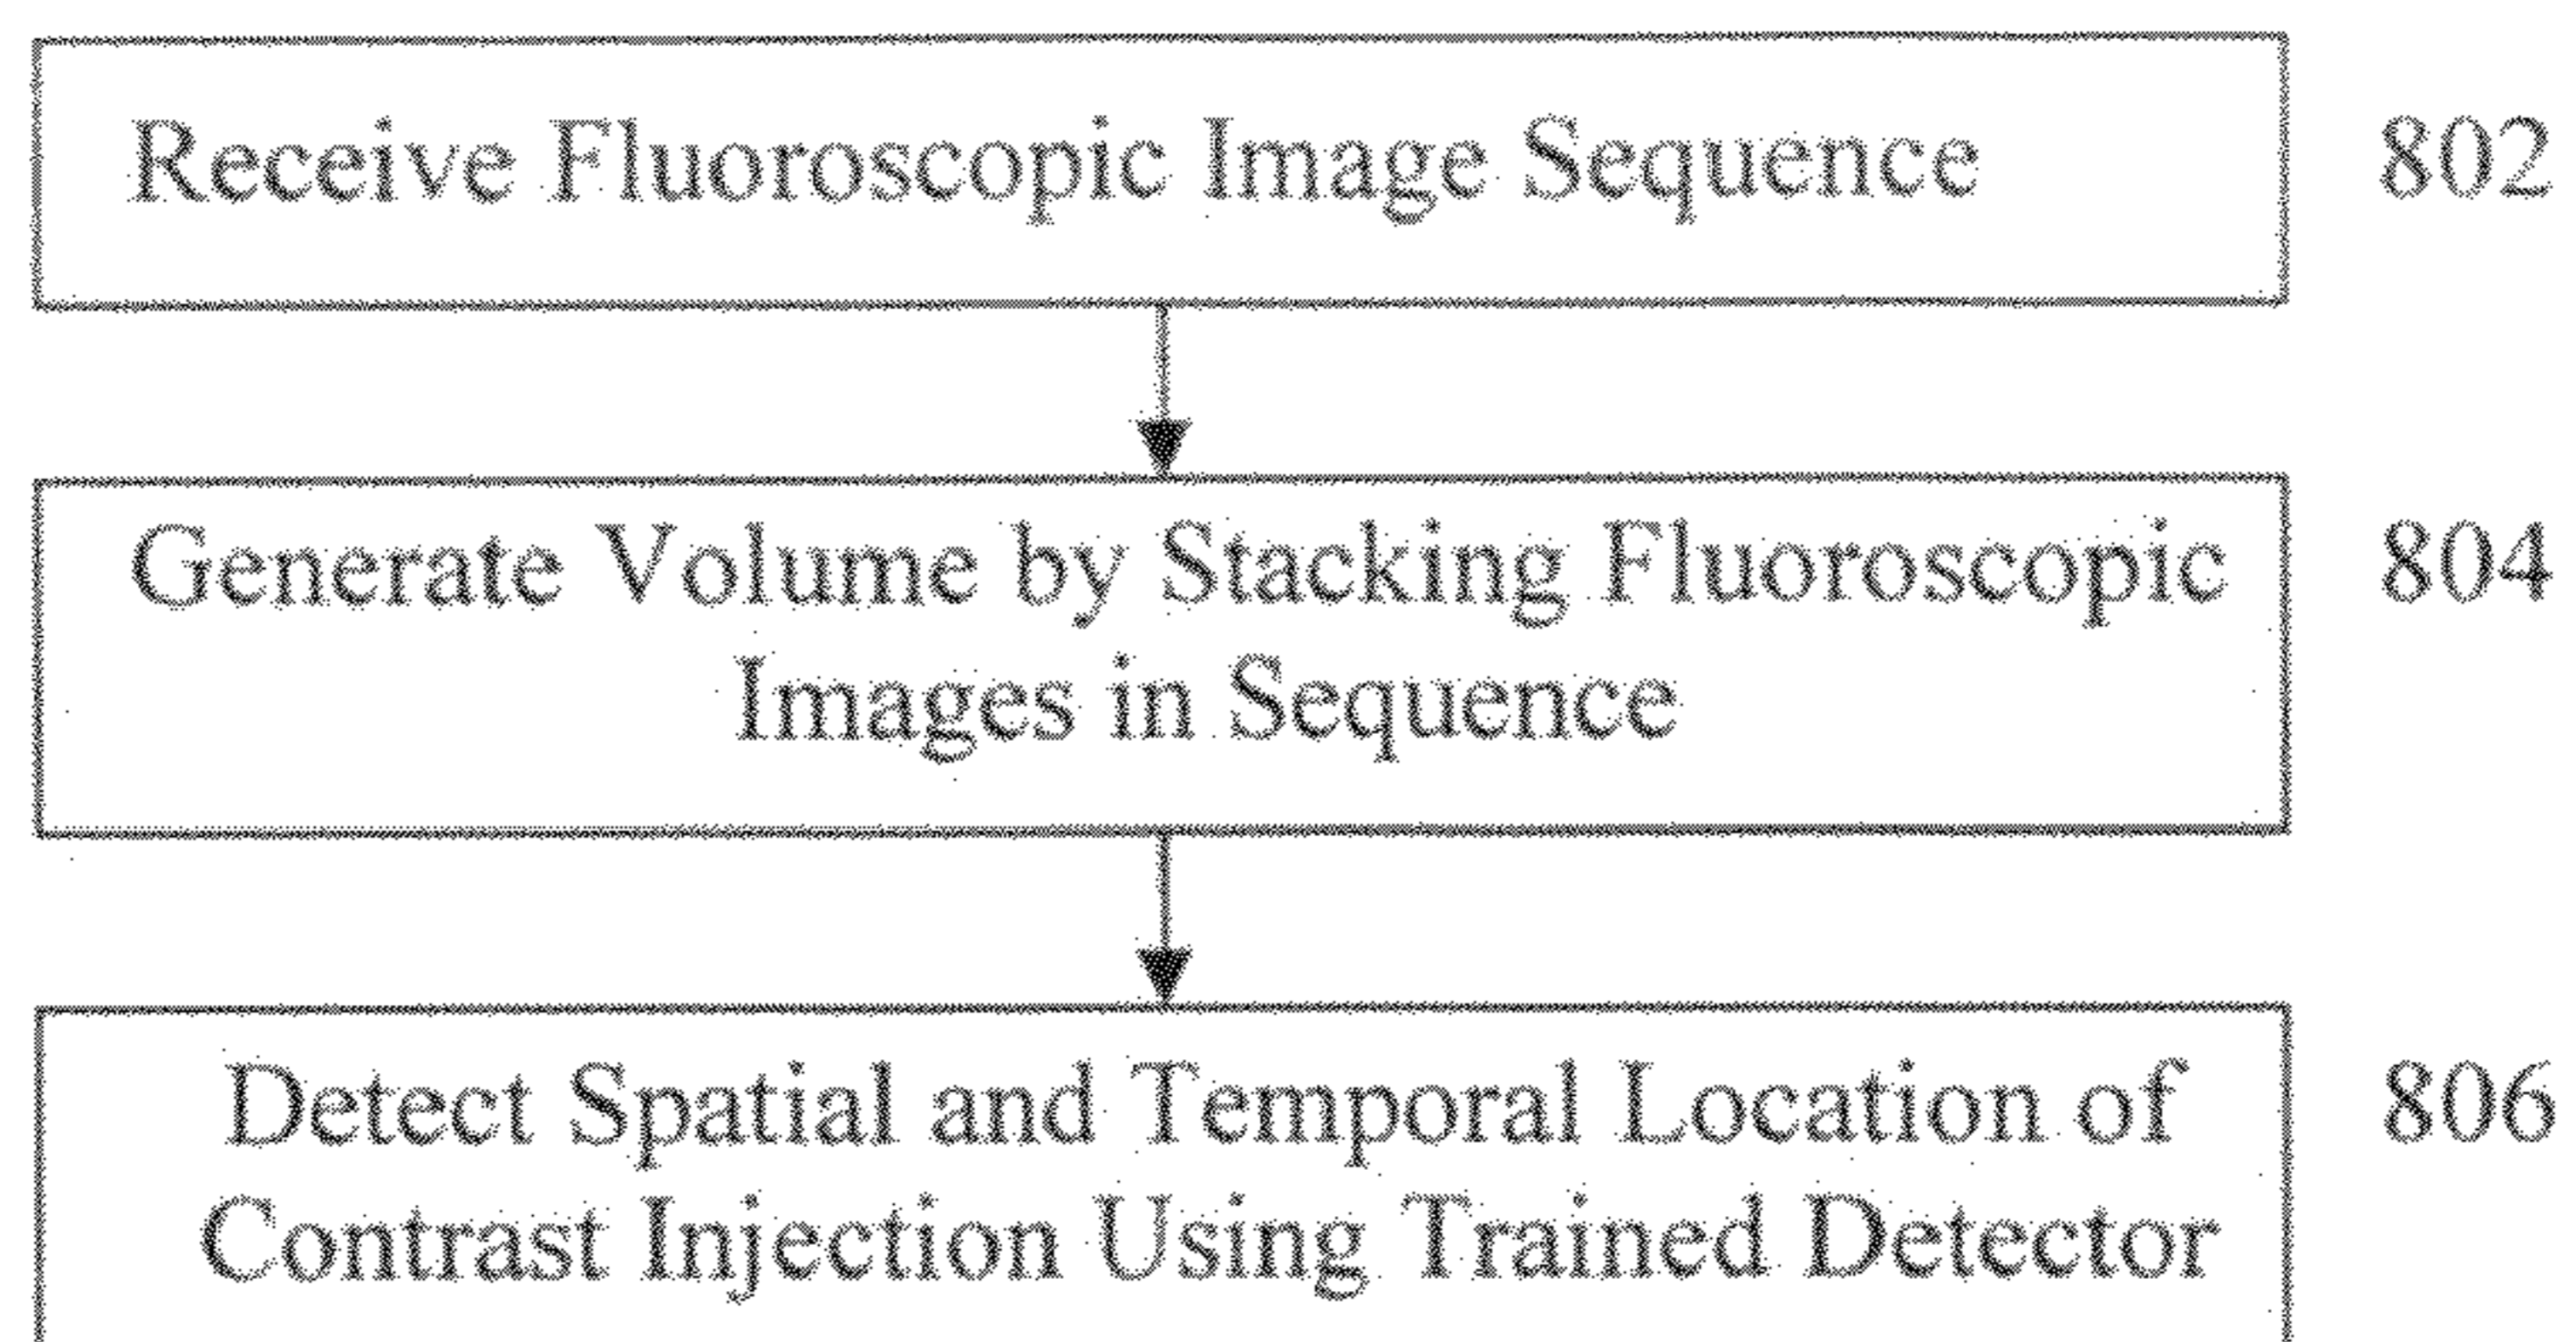 Receive Fluoroscopic Image Sequence 802
Generate Volume by Stacking Fluoroscopic 804
Images in Sequence
Detect Spatial and Temporal Location of 806
Contrast Injection Using Trained Detector